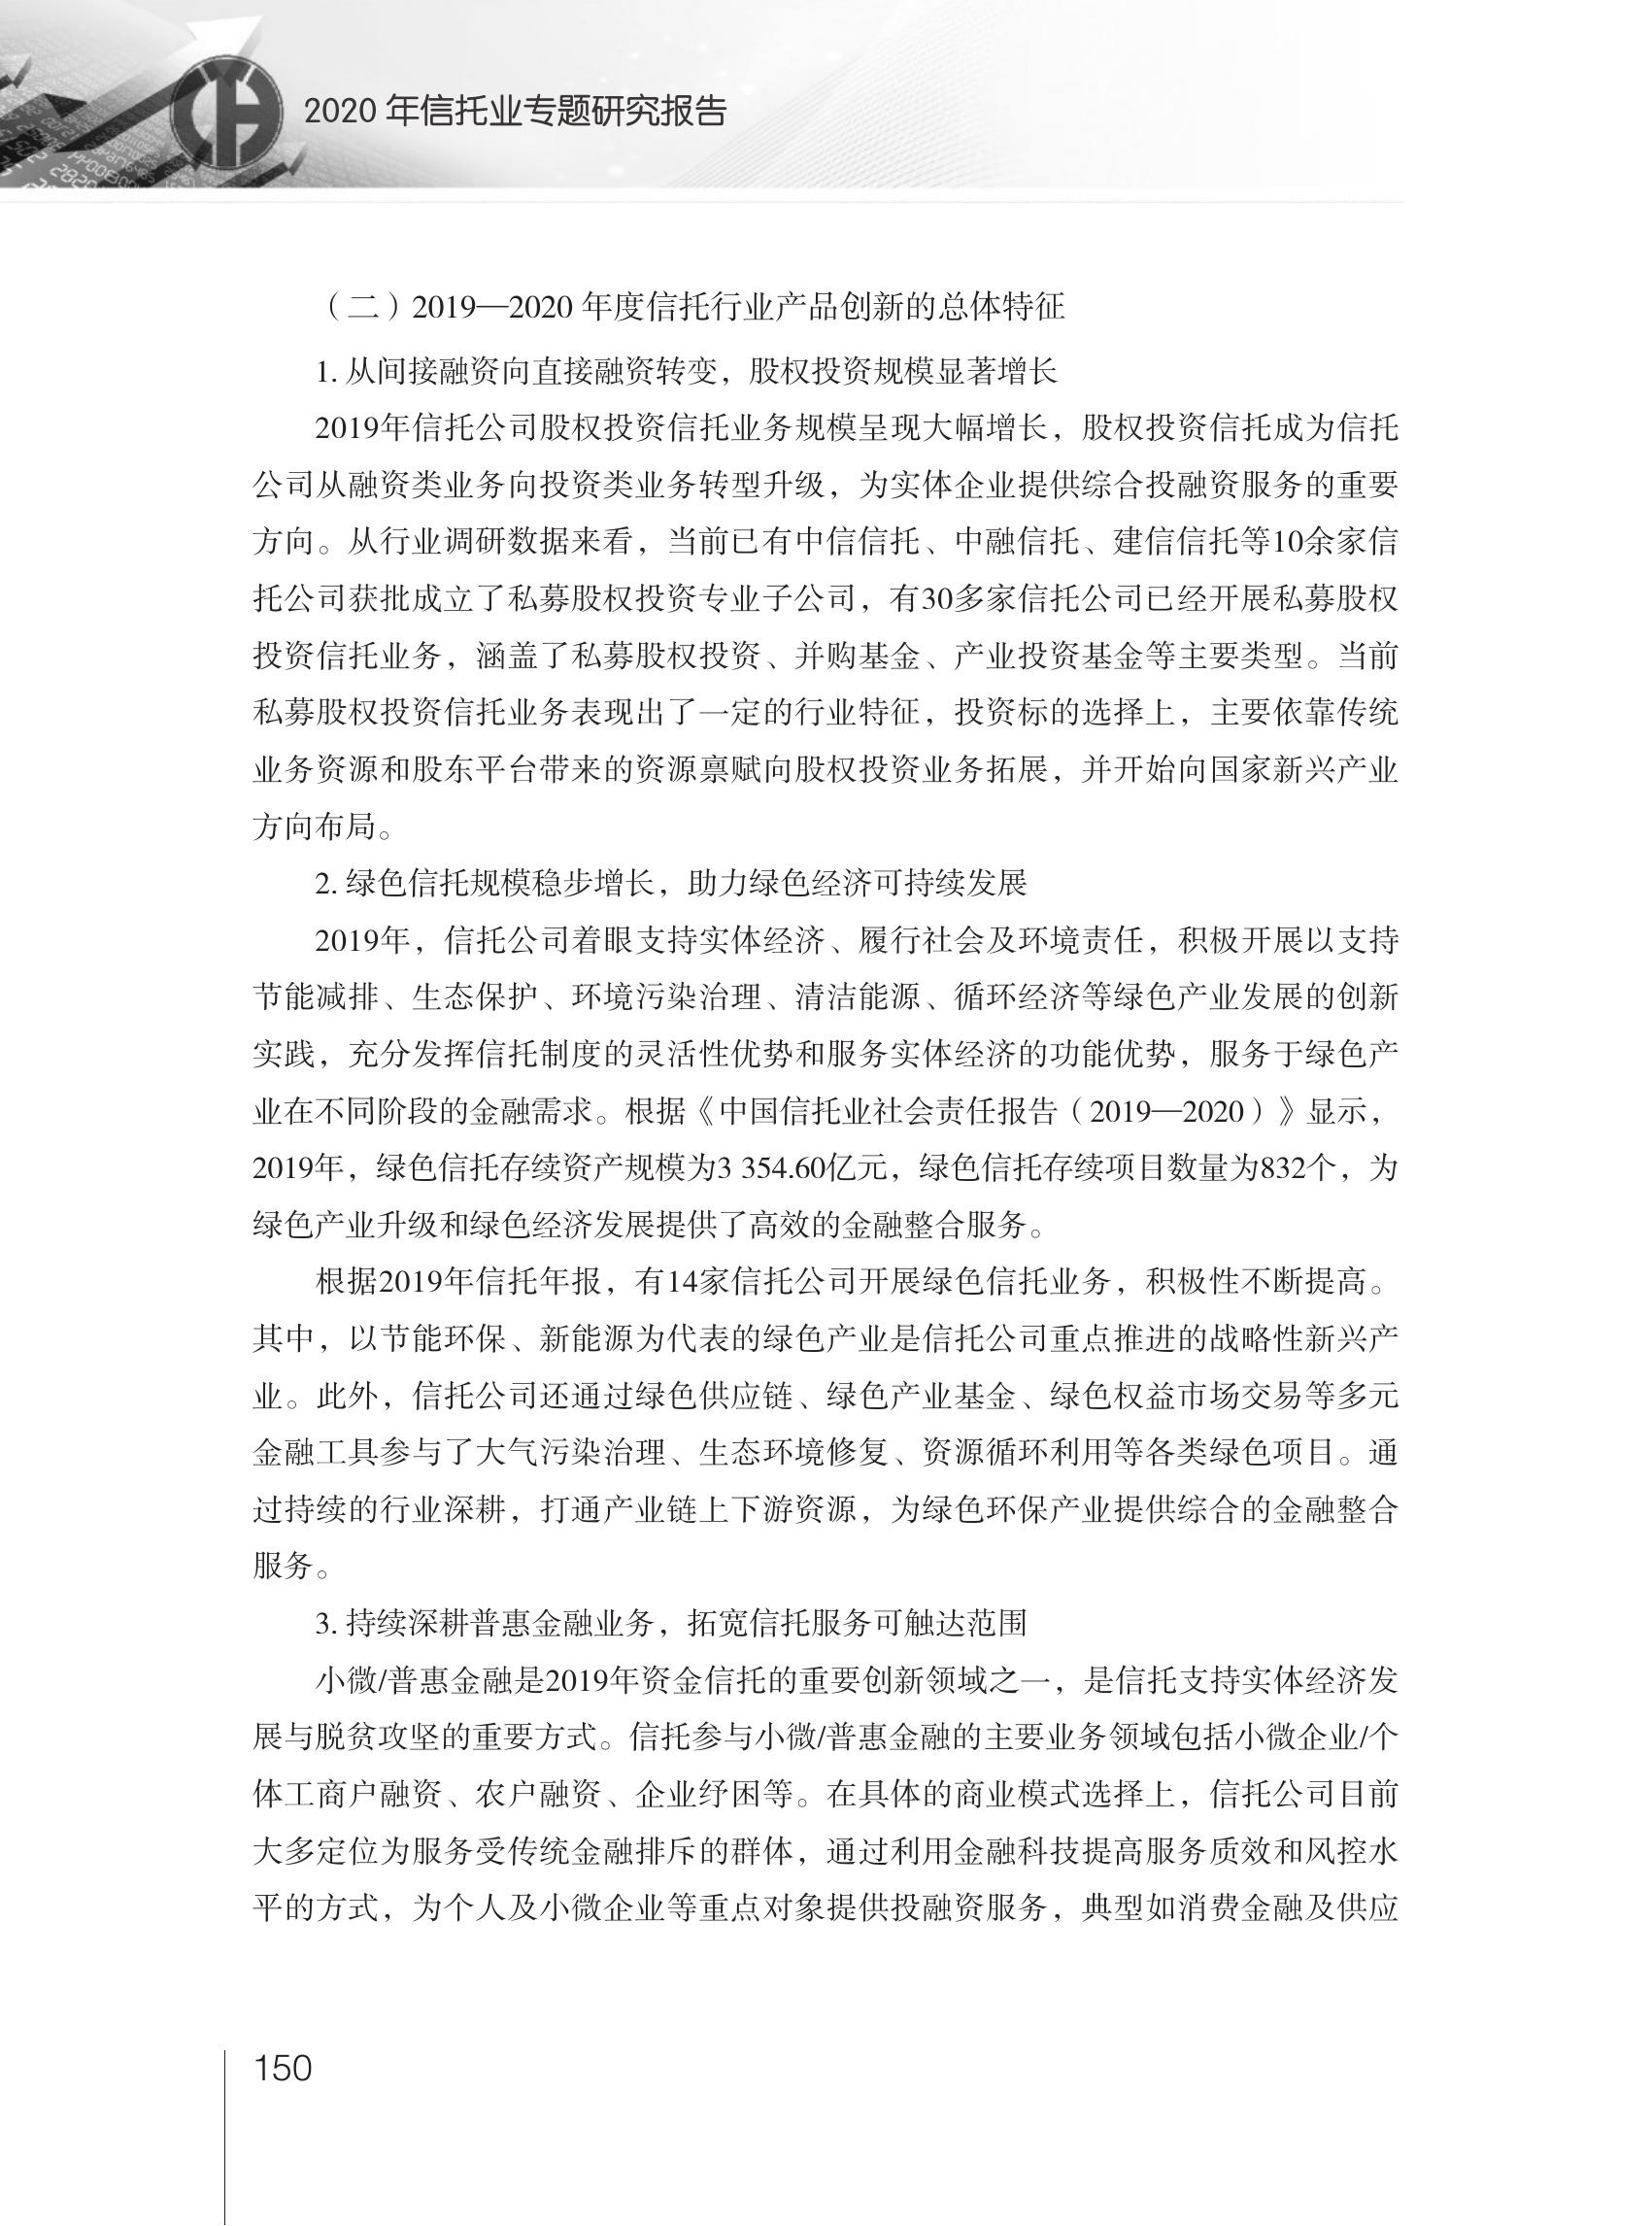 2020 年信托业专题研究报告
（二）2019—2020 年度信托行业产品创新的总体特征
1. 从间接融资向直接融资转变，股权投资规模显著增长
2019年信托公司股权投资信托业务规模呈现大幅增长，股权投资信托成为信托
公司从融资类业务向投资类业务转型升级，为实体企业提供综合投融资服务的重要
方向。从行业调研数据来看，当前已有中信信托、中融信托、建信信托等10余家信
托公司获批成立了私募股权投资专业子公司，有30多家信托公司已经开展私募股权
投资信托业务，涵盖了私募股权投资、并购基金、产业投资基金等主要类型。当前
私募股权投资信托业务表现出了一定的行业特征，投资标的选择上，主要依靠传统
业务资源和股东平台带来的资源禀赋向股权投资业务拓展，并开始向国家新兴产业
方向布局。
2. 绿色信托规模稳步增长，助力绿色经济可持续发展
2019年，信托公司着眼支持实体经济、履行社会及环境责任，积极开展以支持
节能减排、生态保护、环境污染治理、清洁能源、循环经济等绿色产业发展的创新
实践，充分发挥信托制度的灵活性优势和服务实体经济的功能优势，服务于绿色产
业在不同阶段的金融需求。根据《中国信托业社会责任报告（2019—2020）》显示，
2019年，绿色信托存续资产规模为3 354.60亿元，绿色信托存续项目数量为832个，为
绿色产业升级和绿色经济发展提供了高效的金融整合服务。
根据2019年信托年报，有14家信托公司开展绿色信托业务，积极性不断提高。
其中，以节能环保、新能源为代表的绿色产业是信托公司重点推进的战略性新兴产
业。此外，信托公司还通过绿色供应链、绿色产业基金、绿色权益市场交易等多元
金融工具参与了大气污染治理、生态环境修复、资源循环利用等各类绿色项目。通
过持续的行业深耕，打通产业链上下游资源，为绿色环保产业提供综合的金融整合
服务。
3. 持续深耕普惠金融业务，拓宽信托服务可触达范围
小微/普惠金融是2019年资金信托的重要创新领域之一，是信托支持实体经济发
展与脱贫攻坚的重要方式。信托参与小微/普惠金融的主要业务领域包括小微企业/个
体工商户融资、农户融资、企业纾困等。在具体的商业模式选择上，信托公司目前
大多定位为服务受传统金融排斥的群体，通过利用金融科技提高服务质效和风控水
平的方式，为个人及小微企业等重点对象提供投融资服务，典型如消费金融及供应
150